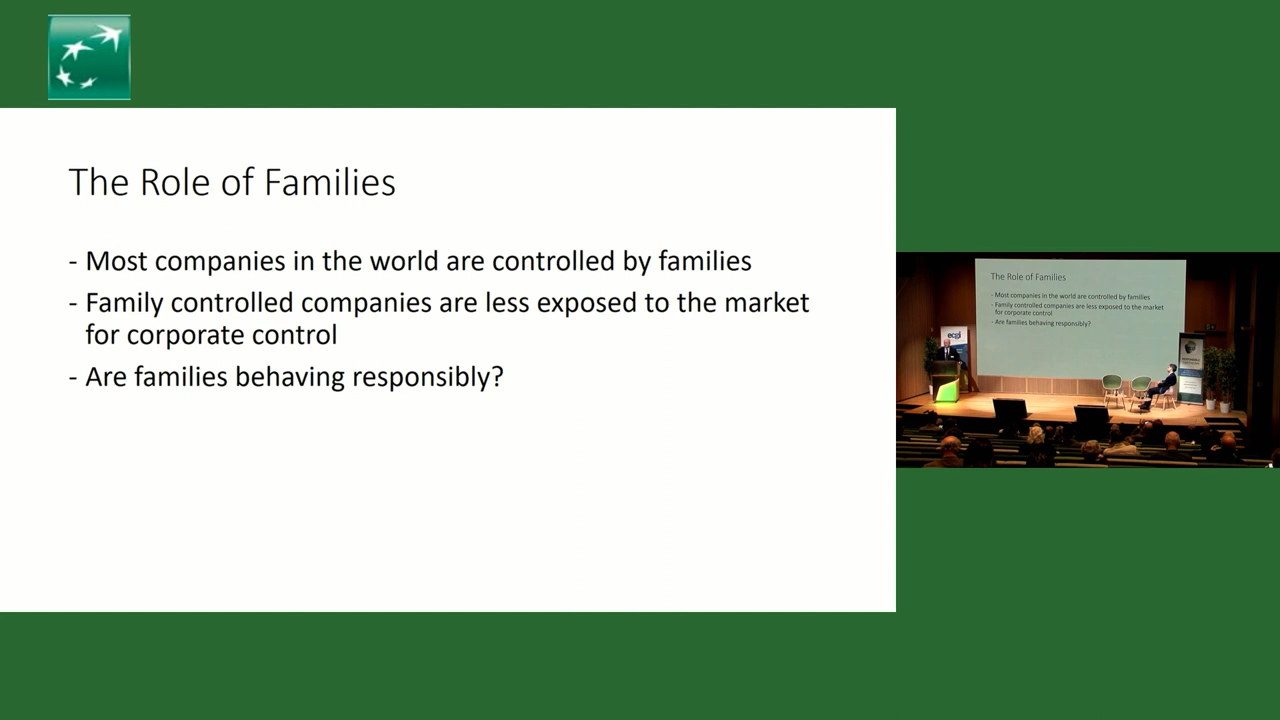 The Role of Families
- Most companies in the world are controlled by families
- Family controlled companies are less exposed to the market
for corporate control
- Are families behaving responsibly?
The Role of Families
- Most companies in the world are controlled by families
- Family controlled companies are less exposed to the market
for corporate control
- Are families behaving responsibly?
ecgi